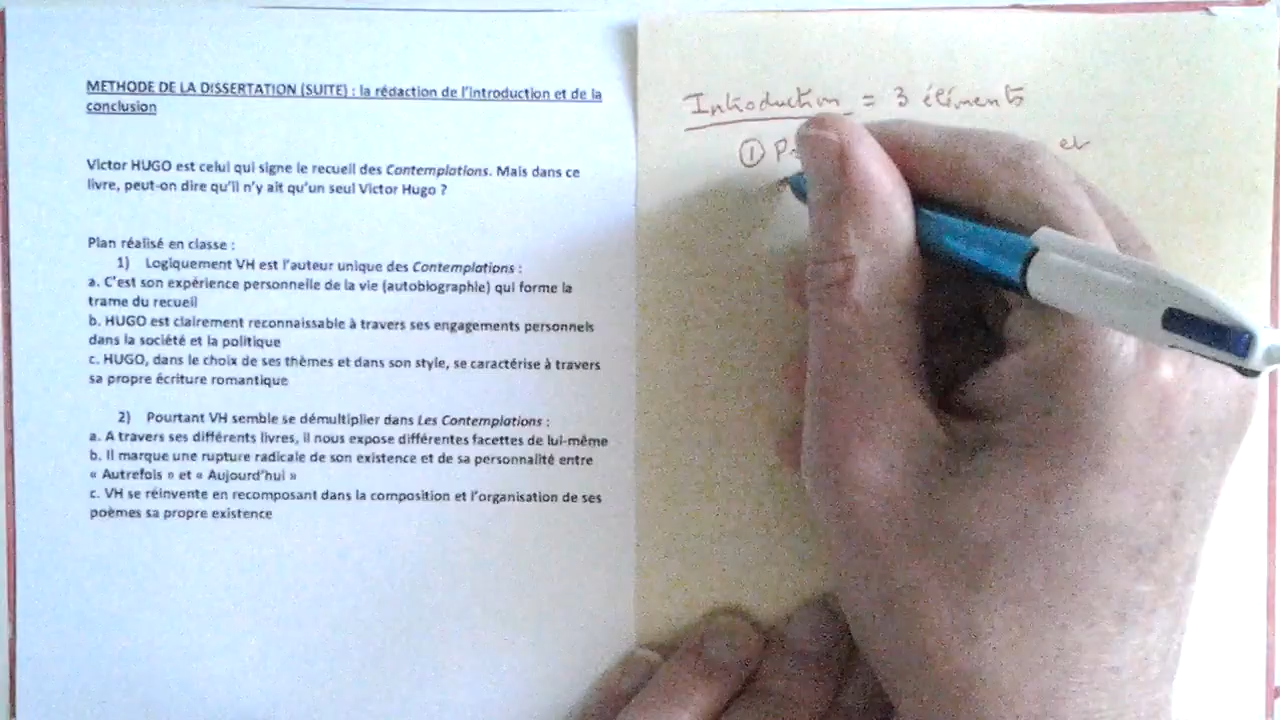 METHODE DE LA DISSERTATION (SUITE) : la rédaction de l'introduction et de la
conclusion
Victor HUGO est celui qui signe le recueil des Contemplations. Mais dans ce
livre, peut-on dire qu'il n'y ait qu'un seul Victor Hugo ?
Plan réalisé en classe :
1) Logiquement VH est l'auteur unique des Contemplations :
a. C'est son expérience personnelle de la vie (autobiographie) qui forme la
trame du recueil
b. HUGO est clairement reconnaissable à travers ses engagements personnels
dans la société et la politique
c. HUGO, dans le choix de ses thèmes et dans son style, se caractérise à travers
sa propre écriture romantique
2) Pourtant VH semble se démultiplier dans Les Contemplations :
a. A travers ses différents livres, il nous expose différentes facettes de lui-même
b. Il marque une rupture radicale de son existence et de sa personnalité entre
« Autrefois » et « Aujourd'hui »
c. VH se réinvente en recomposant dans la composition et l'organisation de ses
poèmes sa propre existence
Introduction = 3 éléments
① et